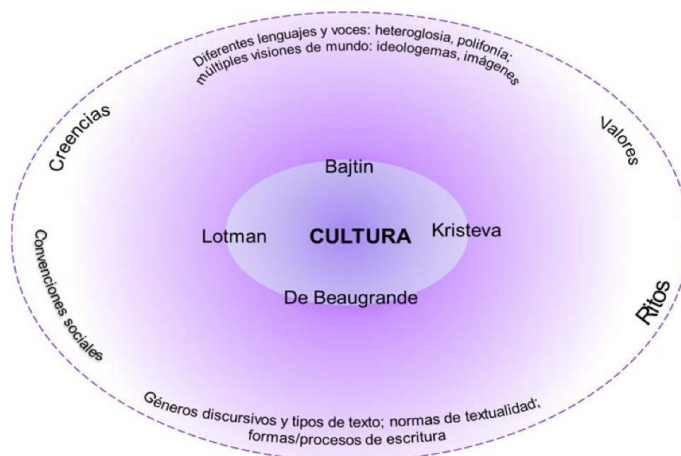 Diferentes lenguajes y voces: heteroglosia, polifonía;
múltiples visiones de mundo: ideologemas, imágenes
Creencias
Valores
Bajtin
Lotman
CULTURA
Kristeva
De Beaugrande
Convenciones sociales
Ritos
Géneros discursivos y tipos de texto; normas de textualidad;
formas/procesos de escritura